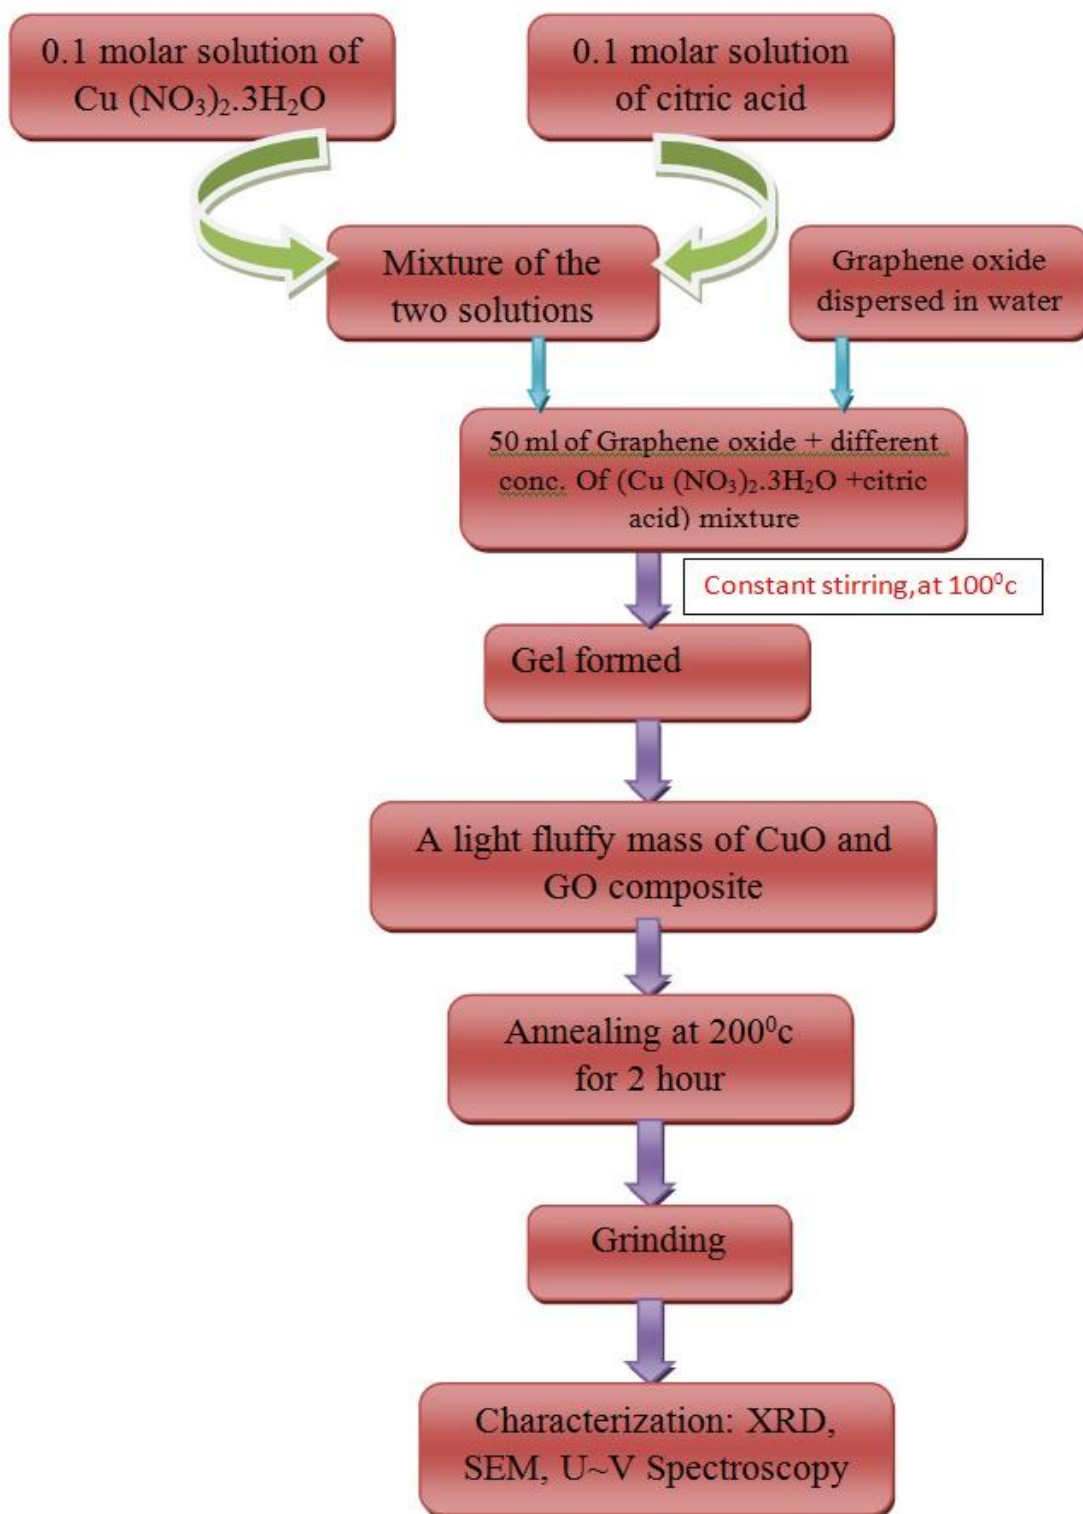 0.1 molar solution of
Cu (NO₃)₂.3H₂O
0.1 molar solution
of citric acid
Mixture of the
two solutions
Graphene oxide
dispersed in water
50 ml of Graphene oxide + different
conc. Of (Cu (NO₃)₂.3H₂O +citric
acid) mixture
Constant stirring,at 100⁰c
Gel formed
A light fluffy mass of CuO and
GO composite
Annealing at 200⁰c
for 2 hour
Grinding
Characterization: XRD,
SEM, U~V Spectroscopy